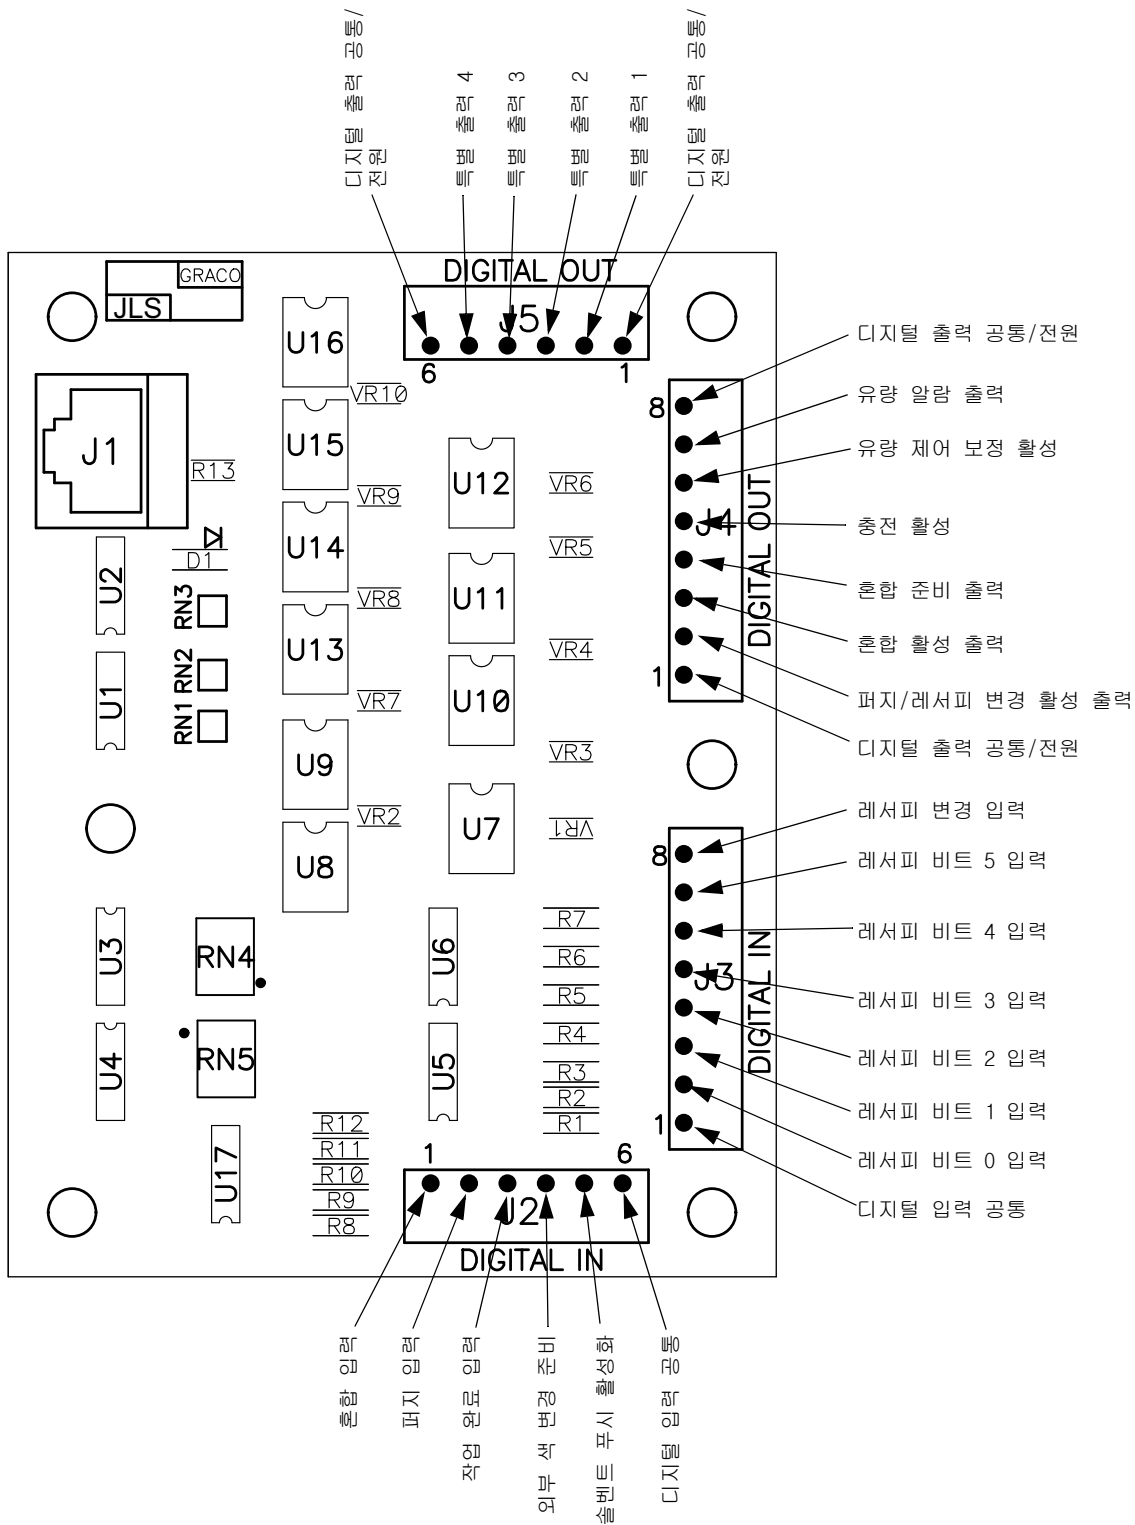 디지털 출력 공통/
전원
특별 출력 4
특별 출력 3
특별 출력 2
특별 출력 1
디지털 출력 공통/
전원
GRACO
JLS
DIGITAL OUT
J5
6
1
U16
VR10
J1
R13
U15
VR9
U12
VR6
U14
VR5
D1
U2
RN3
VR8
U11
U13
VR4
RN2
U1
RN1
VR7
U10
U9
VR3
VR2
U7
VR1
U8
8
J4
DIGITAL OUT
1
디지털 출력 공통/전원
유량 알람 출력
유량 제어 보정 활성
충전 활성
혼합 준비 출력
혼합 활성 출력
퍼지/레서피 변경 활성 출력
디지털 출력 공통/전원
U3
RN4
U6
R7
R6
R5
R4
R3
R2
R1
U4
RN5
U5
U17
R12
R11
R10
R9
R8
8
J3
DIGITAL IN
1
레서피 변경 입력
레서피 비트 5 입력
레서피 비트 4 입력
레서피 비트 3 입력
레서피 비트 2 입력
레서피 비트 1 입력
레서피 비트 0 입력
디지털 입력 공통
1
6
J2
DIGITAL IN
혼합 입력
퍼지 입력
작업 완료 입력
외부 색 변경 준비
솔벤트 푸시 활성화
디지털 입력 공통